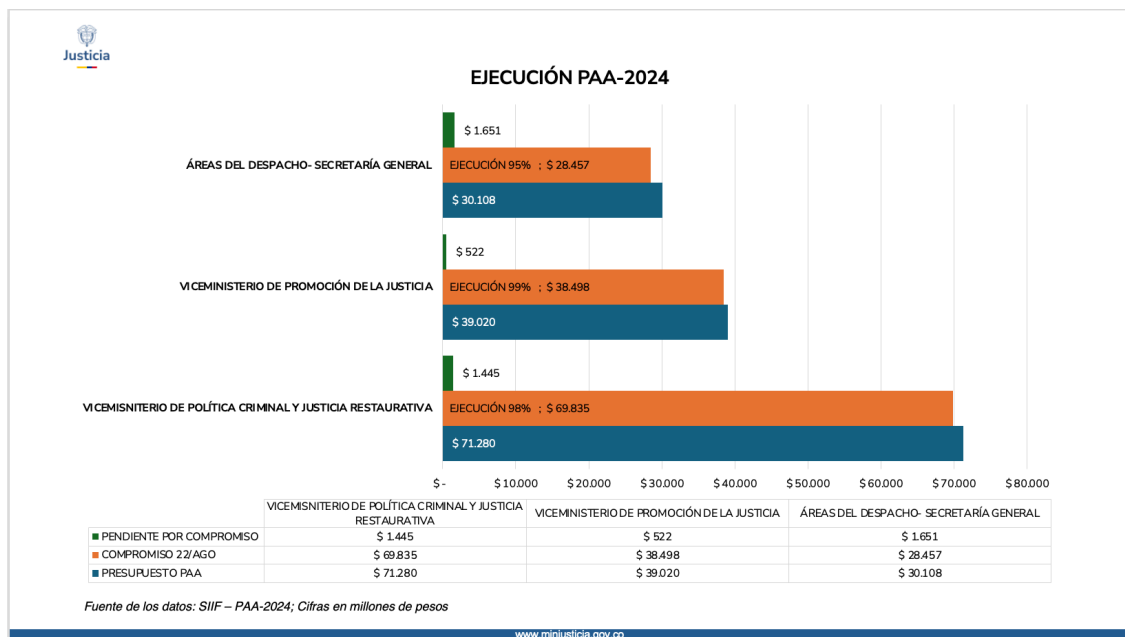 Justicia
EJECUCIÓN PAA-2024
$ 1.651
ÁREAS DEL DESPACHO- SECRETARÍA GENERAL
EJECUCIÓN 95% ; $ 28.457
$ 30.108
$ 522
VICEMINISTERIO DE PROMOCIÓN DE LA JUSTICIA
EJECUCIÓN 99% ; $ 38.498
$ 39.020
$ 1.445
VICEMISNITERIO DE POLÍTICA CRIMINAL Y JUSTICIA RESTAURATIVA
EJECUCIÓN 98% ; $ 69.835
$ 71.280
$ - $ 10.000 $ 20.000 $ 30.000 $ 40.000 $ 50.000 $ 60.000 $ 70.000 $ 80.000
VICEMISNITERIO DE POLÍTICA CRIMINAL Y JUSTICIA
RESTAURATIVA
VICEMINISTERIO DE PROMOCIÓN DE LA JUSTICIA
ÁREAS DEL DESPACHO- SECRETARÍA GENERAL
PENDIENTE POR COMPROMISO $ 1.445 $ 522 $ 1.651
COMPROMISO 22/AGO $ 69.835 $ 38.498 $ 28.457
PRESUPUESTO PAA $ 71.280 $ 39.020 $ 30.108
Fuente de los datos: SIIF – PAA-2024; Cifras en millones de pesos
www.minjusticia.gov.co